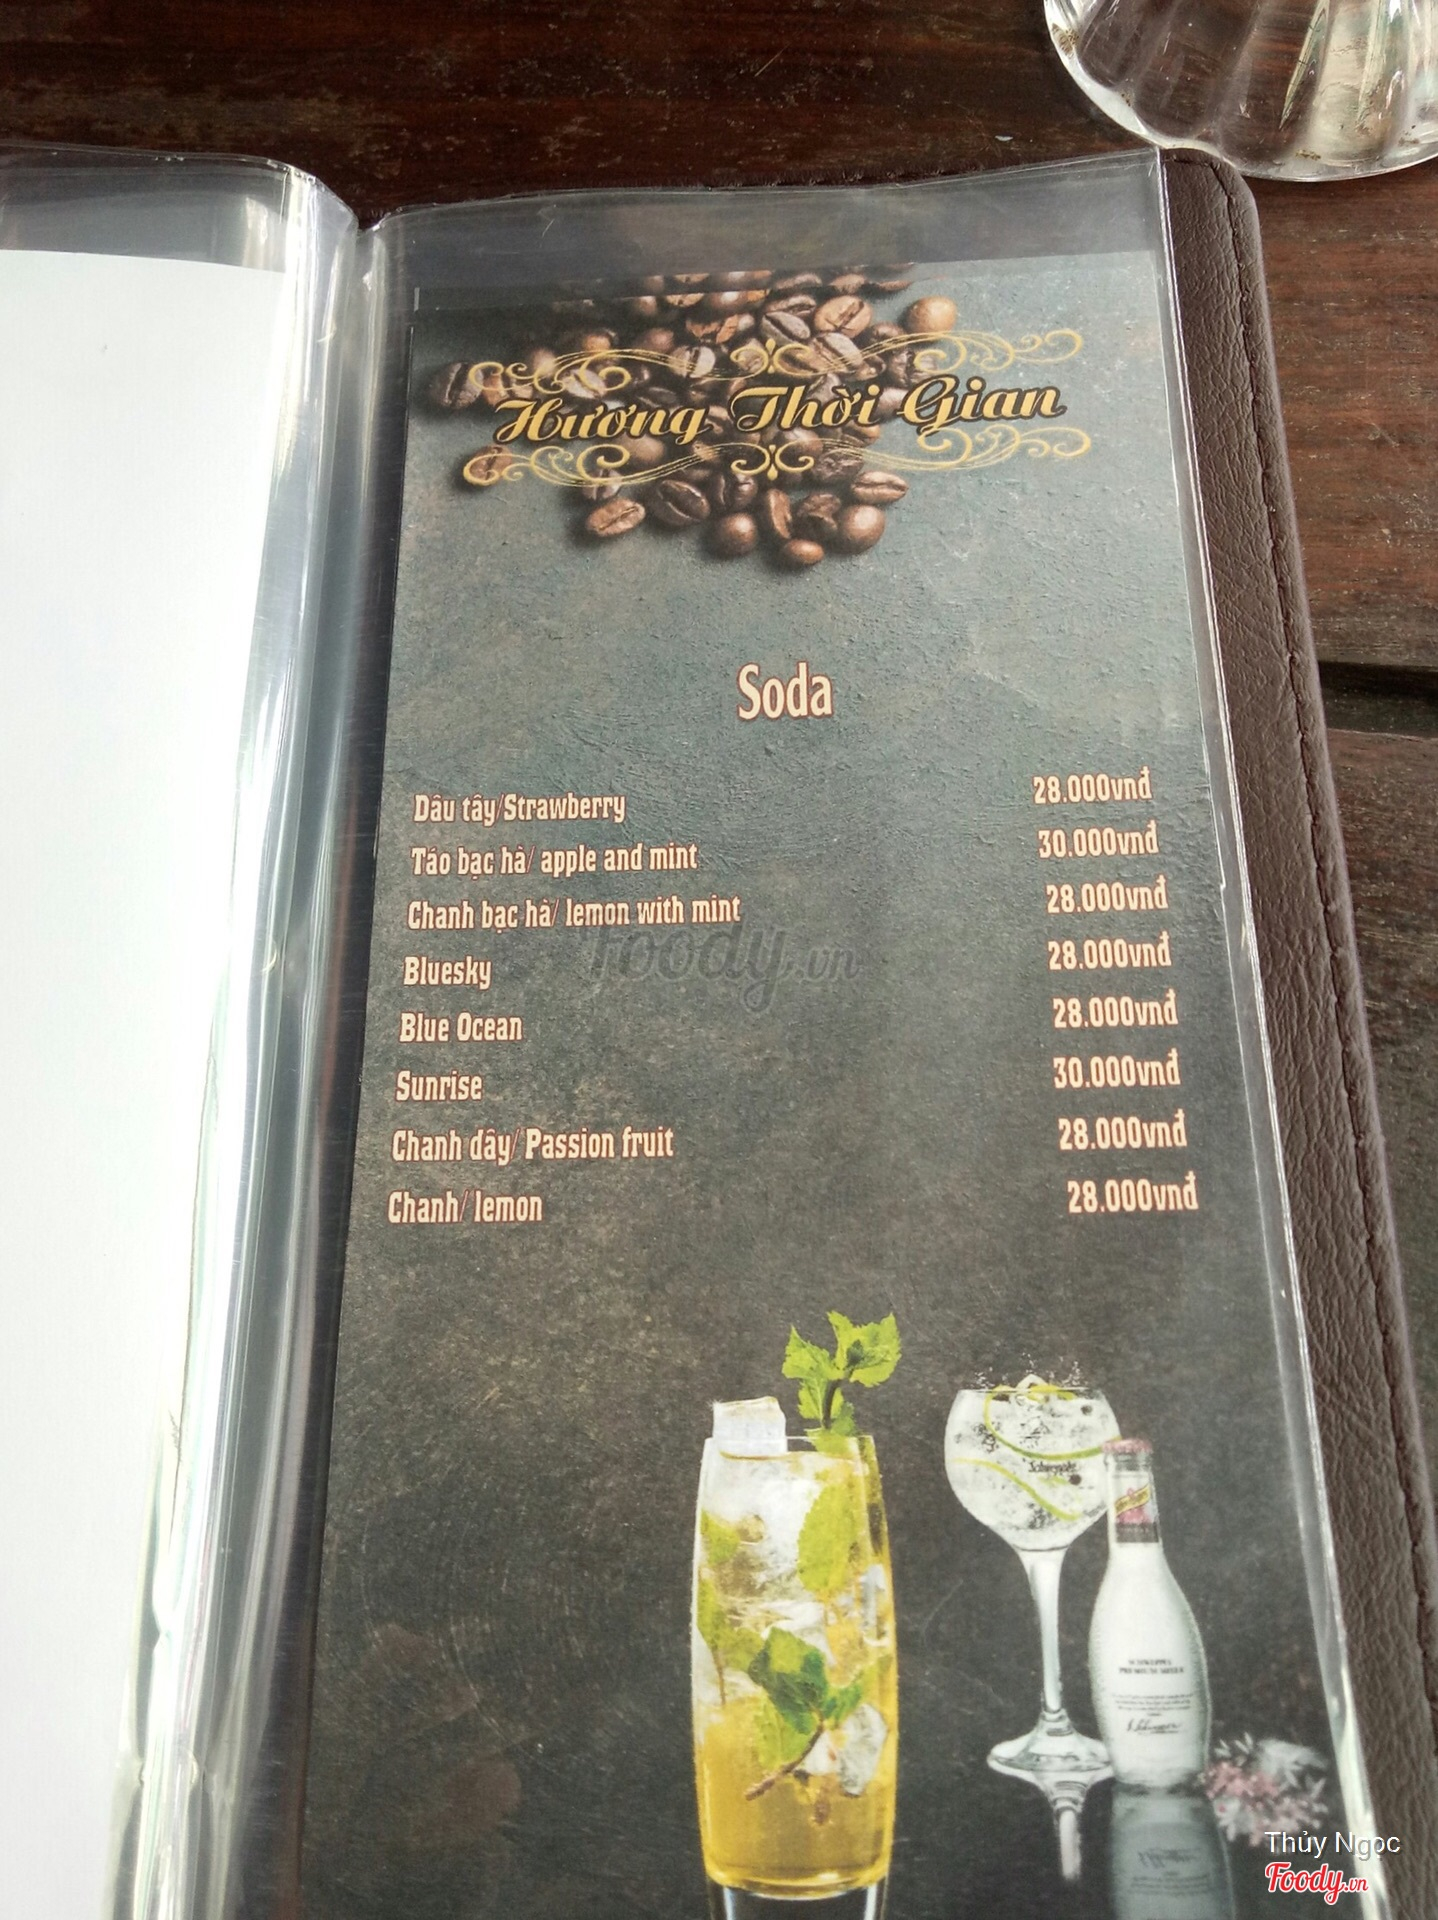 Hương Thời Gian
Soda
Dâu tây/Strawberry 28.000vnđ
Táo bạc hà/ apple and mint 30.000vnđ
Chanh bạc hà/ lemon with mint 28.000vnđ
Bluesky 28.000vnđ
Blue Ocean 28.000vnđ
Sunrise 30.000vnđ
Chanh dây/ Passion fruit 28.000vnđ
Chanh/ lemon 28.000vnđ
Foody.vn
Thủy Ngọc
Foody.vn